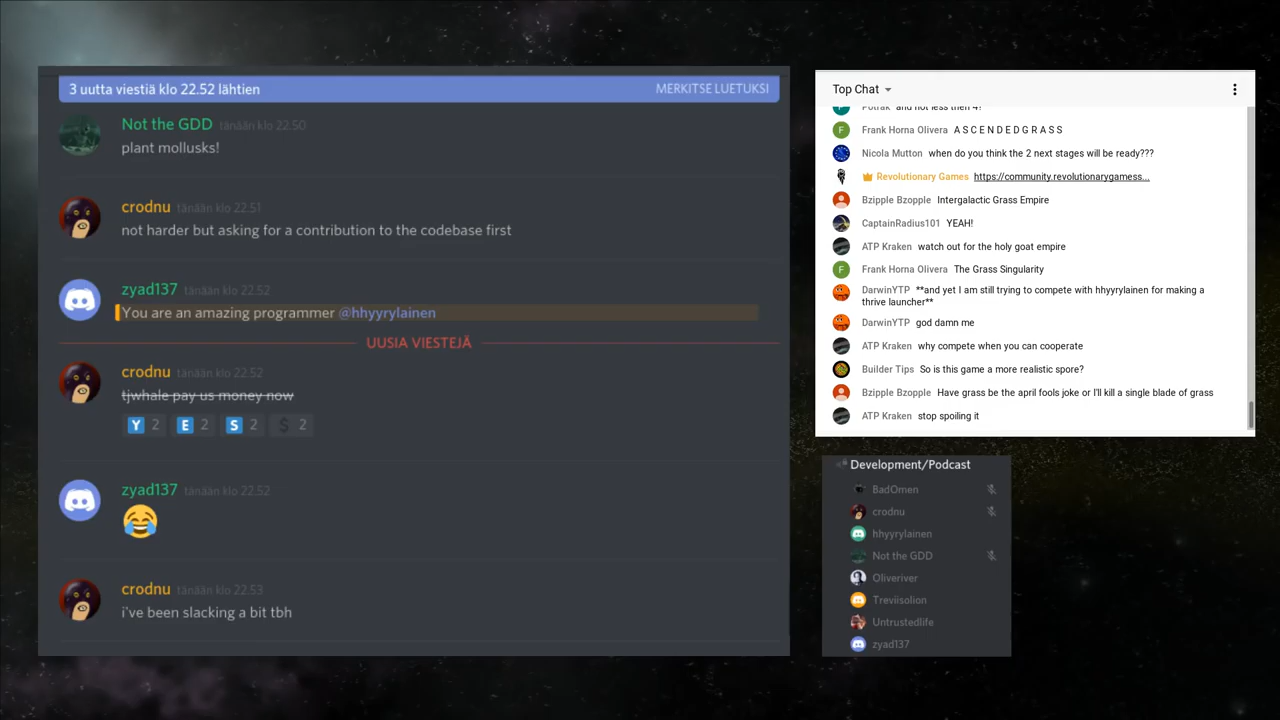 3 uutta viestiä klo 22.52 lähtien MERKITSE LUETUKSI
Not the GDD tänään klo 22.50
plant mollusks!
crodnu tänään klo 22.51
not harder but asking for a contribution to the codebase first
zyad137 tänään klo 22.52
You are an amazing programmer @hhyyrylainen
UUSIA VIESTEJÄ
crodnu tänään klo 22.52
tjwhale pay us money now
Y 2 E 2 S 2 $ 2
zyad137 tänään klo 22.52
crodnu tänään klo 22.53
i've been slacking a bit tbh
Top Chat
Potrak and not less then 4!
F Frank Horna Olivera A S C E N D E D G R A S S
Nicola Mutton when do you think the 2 next stages will be ready???
Revolutionary Games https://community.revolutionarygamess...
Bzipple Bzopple Intergalactic Grass Empire
CaptainRadius101 YEAH!
ATP Kraken watch out for the holy goat empire
F Frank Horna Olivera The Grass Singularity
DarwinYTP **and yet I am still trying to compete with hhyyrylainen for making a
thrive launcher**
DarwinYTP god damn me
ATP Kraken why compete when you can cooperate
Builder Tips So is this game a more realistic spore?
Bzipple Bzopple Have grass be the april fools joke or I'll kill a single blade of grass
ATP Kraken stop spoiling it
Development/Podcast
BadOmen
crodnu
hhyyrylainen
Not the GDD
Oliveriver
Treviisolion
Untrustedlife
zyad137